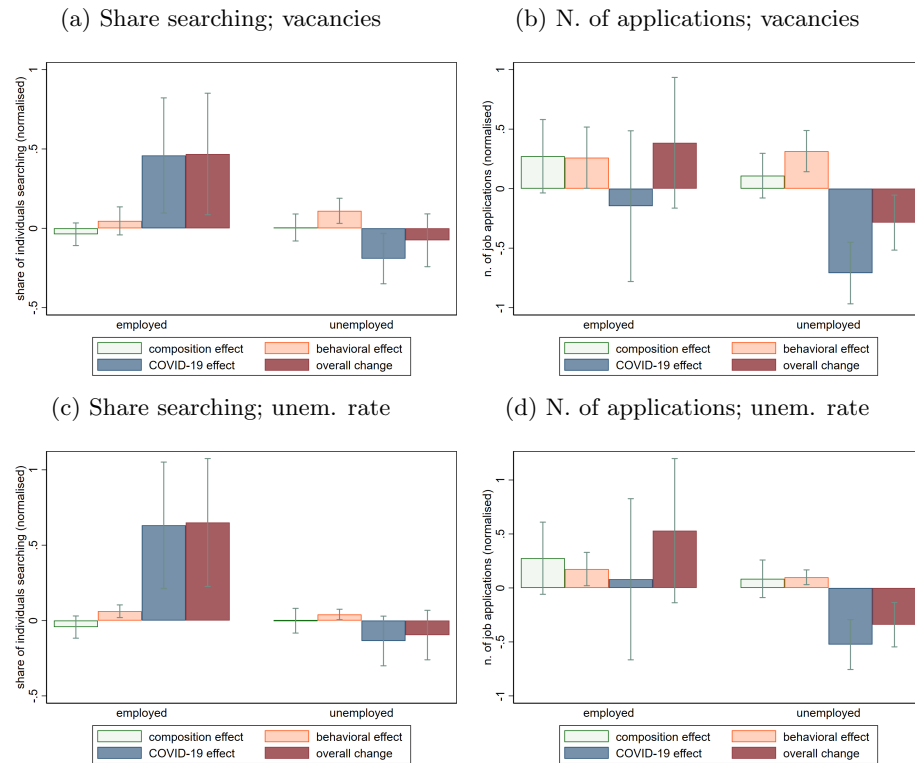 (a) Share searching; vacancies
(b) N. of applications; vacancies
share of individuals searching (normalised)
1
.5
0
-.5
employed
unemployed
composition effect
behavioral effect
COVID-19 effect
overall change
n. of job applications (normalised)
1
.5
0
-.5
-1
employed
unemployed
composition effect
behavioral effect
COVID-19 effect
overall change
(c) Share searching; unem. rate
(d) N. of applications; unem. rate
share of individuals searching (normalised)
1
.5
0
-.5
employed
unemployed
composition effect
behavioral effect
COVID-19 effect
overall change
n. of job applications (normalised)
1
.5
0
-.5
-1
employed
unemployed
composition effect
behavioral effect
COVID-19 effect
overall change